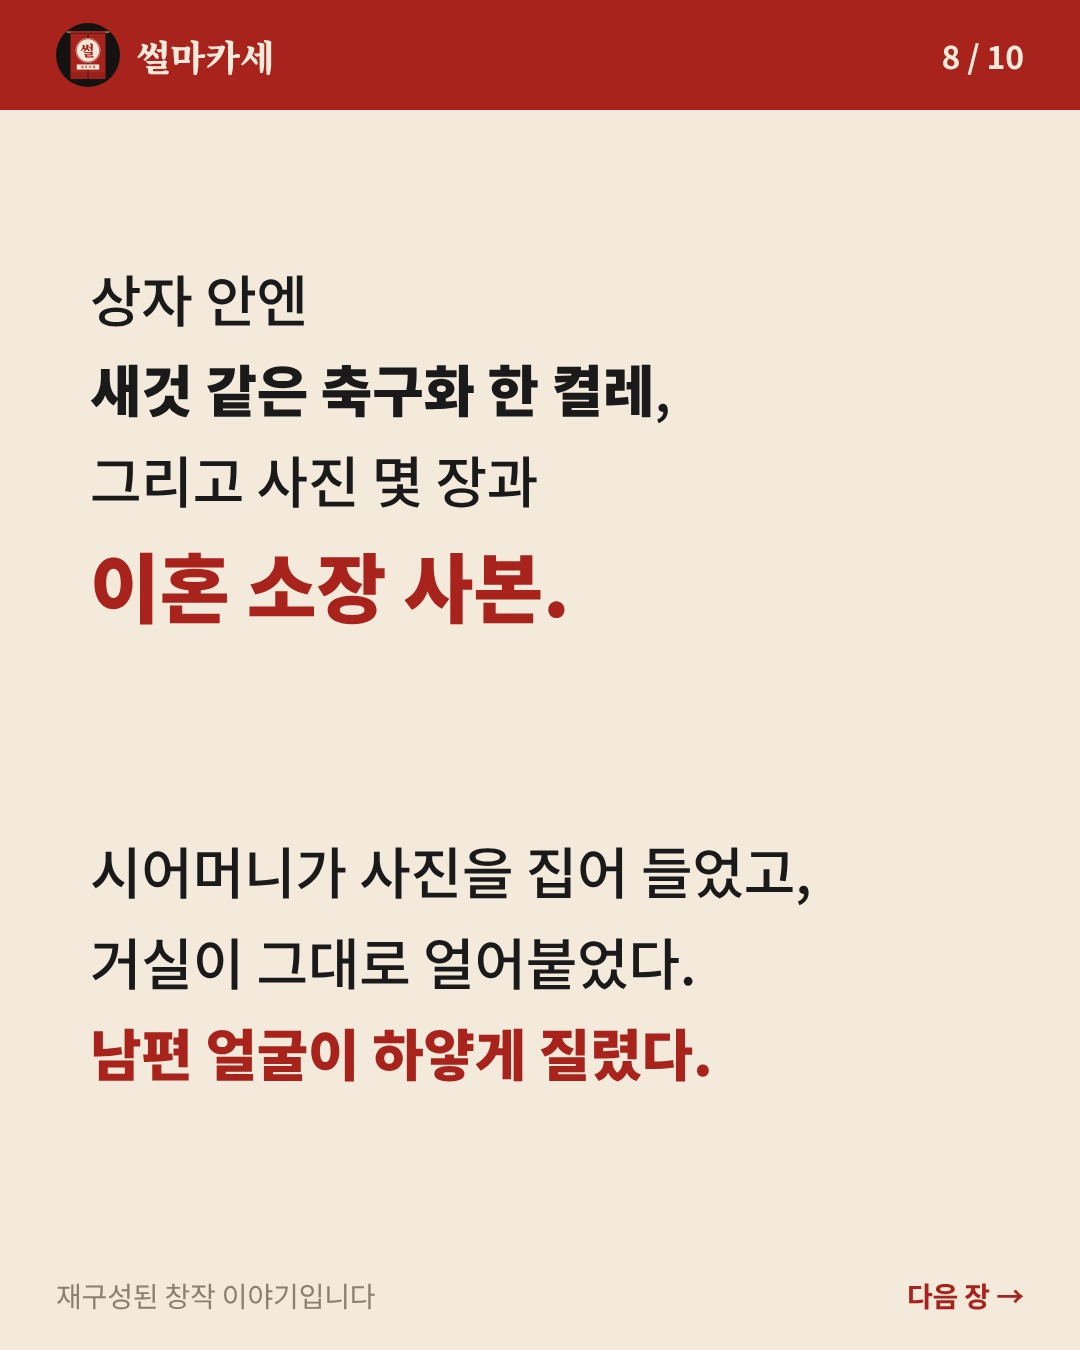 썰
썰마카세
8 / 10
상자 안엔
새것 같은 축구화 한 켤레,
그리고 사진 몇 장과
이혼 소장 사본.
시어머니가 사진을 집어 들었고,
거실이 그대로 얼어붙었다.
남편 얼굴이 하얗게 질렸다.
재구성된 창작 이야기입니다
다음 장 →